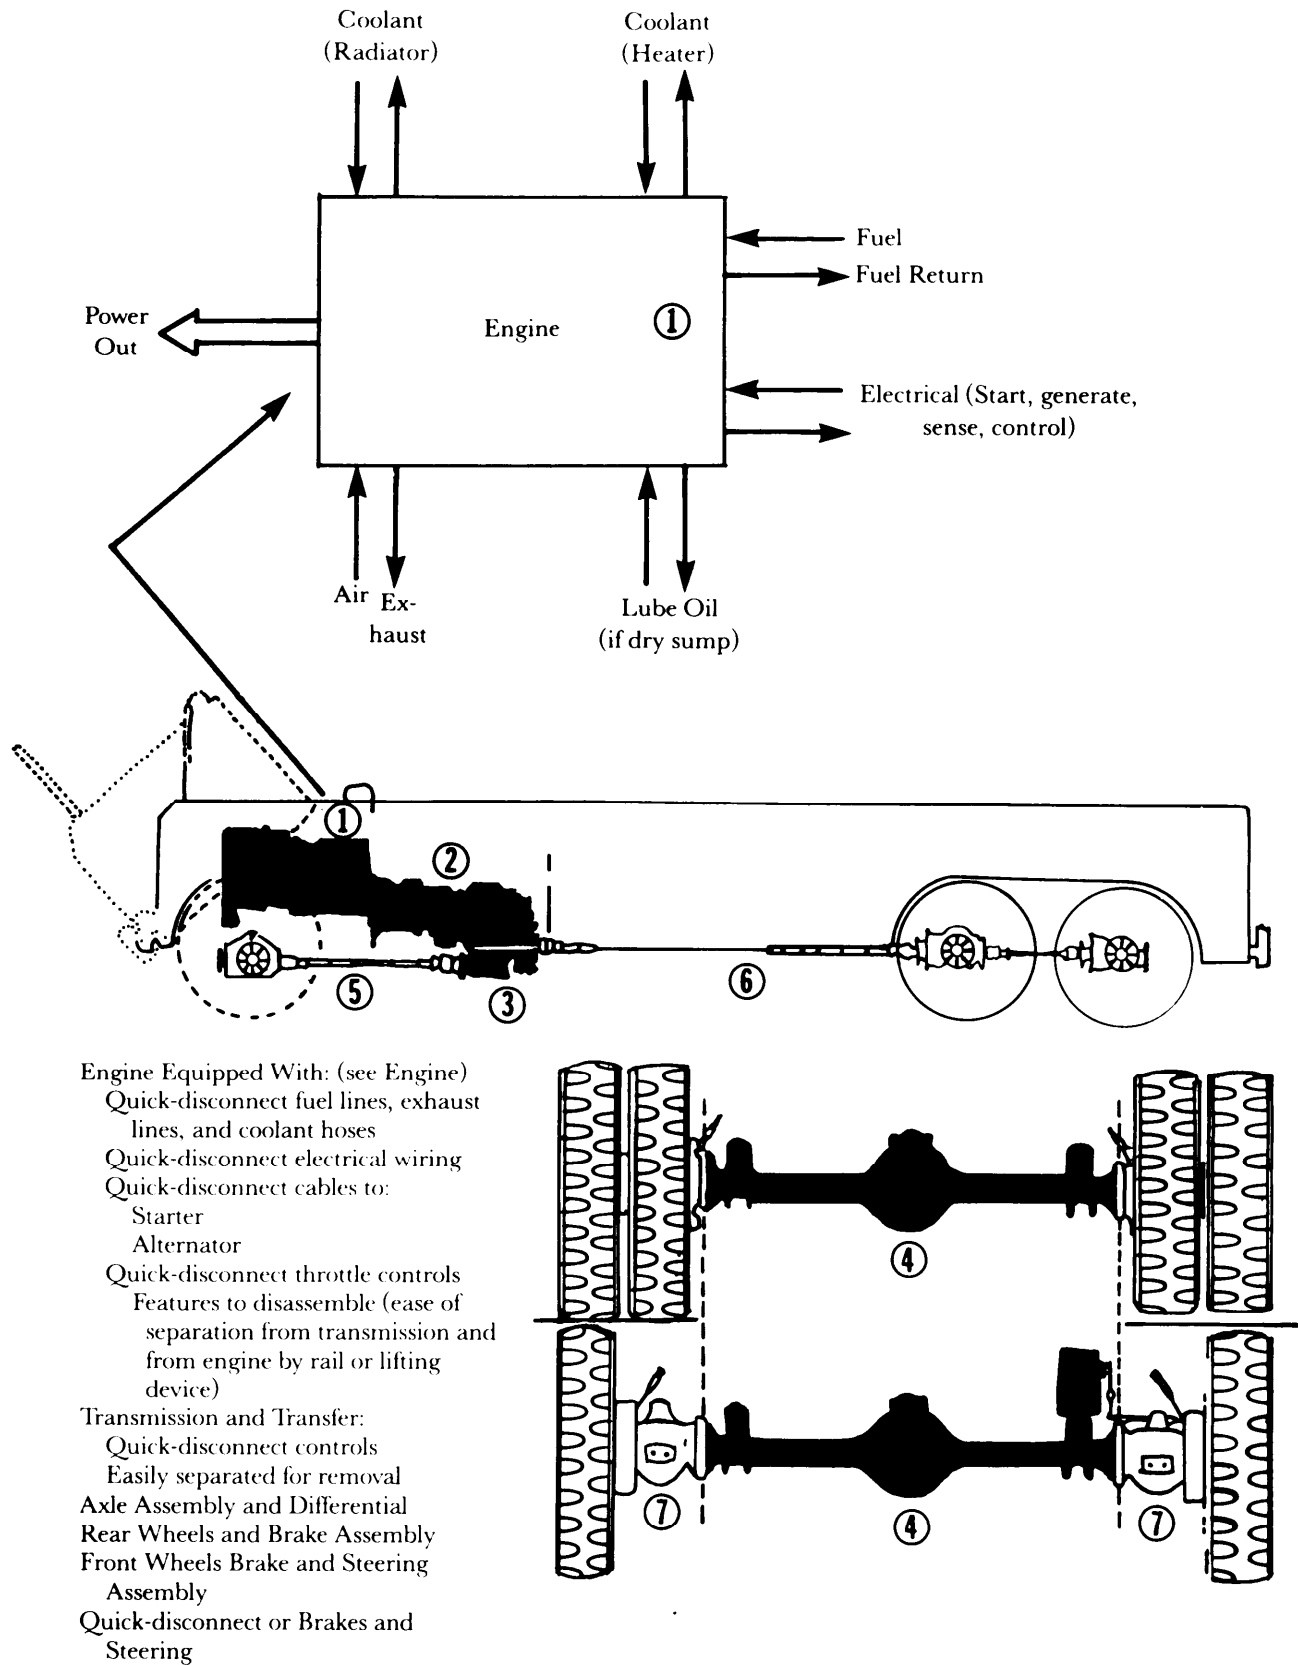 Coolant
(Radiator)
Coolant
(Heater)
Fuel
Fuel Return
Power
Out
Engine
①
Electrical (Start, generate,
sense, control)
Air
Ex-
haust
Lube Oil
(if dry sump)
①
②
⑤
③
⑥
Engine Equipped With: (see Engine)
Quick-disconnect fuel lines, exhaust
lines, and coolant hoses
Quick-disconnect electrical wiring
Quick-disconnect cables to:
Starter
Alternator
Quick-disconnect throttle controls
Features to disassemble (ease of
separation from transmission and
from engine by rail or lifting
device)
Transmission and Transfer:
Quick-disconnect controls
Easily separated for removal
Axle Assembly and Differential
Rear Wheels and Brake Assembly
Front Wheels Brake and Steering
Assembly
Quick-disconnect or Brakes and
Steering
④
⑦
④
⑦